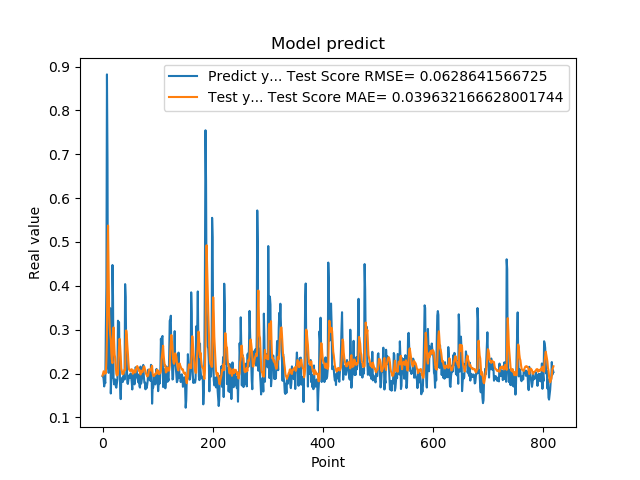 Model predict
Predict y... Test Score RMSE= 0.0628641566725
Test y... Test Score MAE= 0.039632166628001744
0.9
0.8
0.7
0.6
0.5
0.4
0.3
0.2
0.1
Real value
0 200 400 600 800
Point